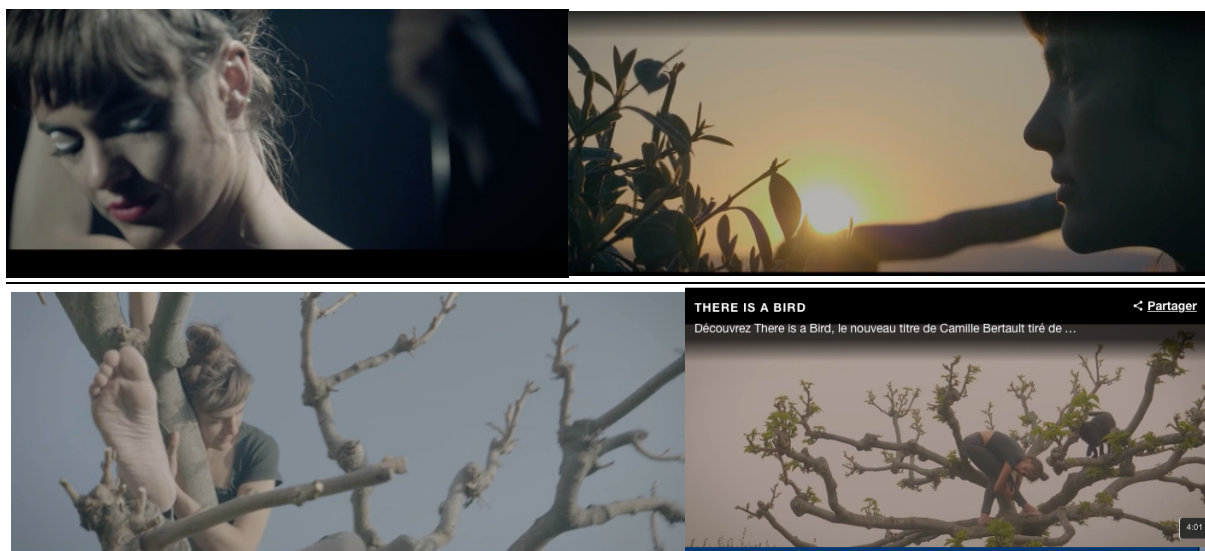 THERE IS A BIRD
Partager
Découvrez There is a Bird, le nouveau titre de Camille Bertault tiré de ...
4:01